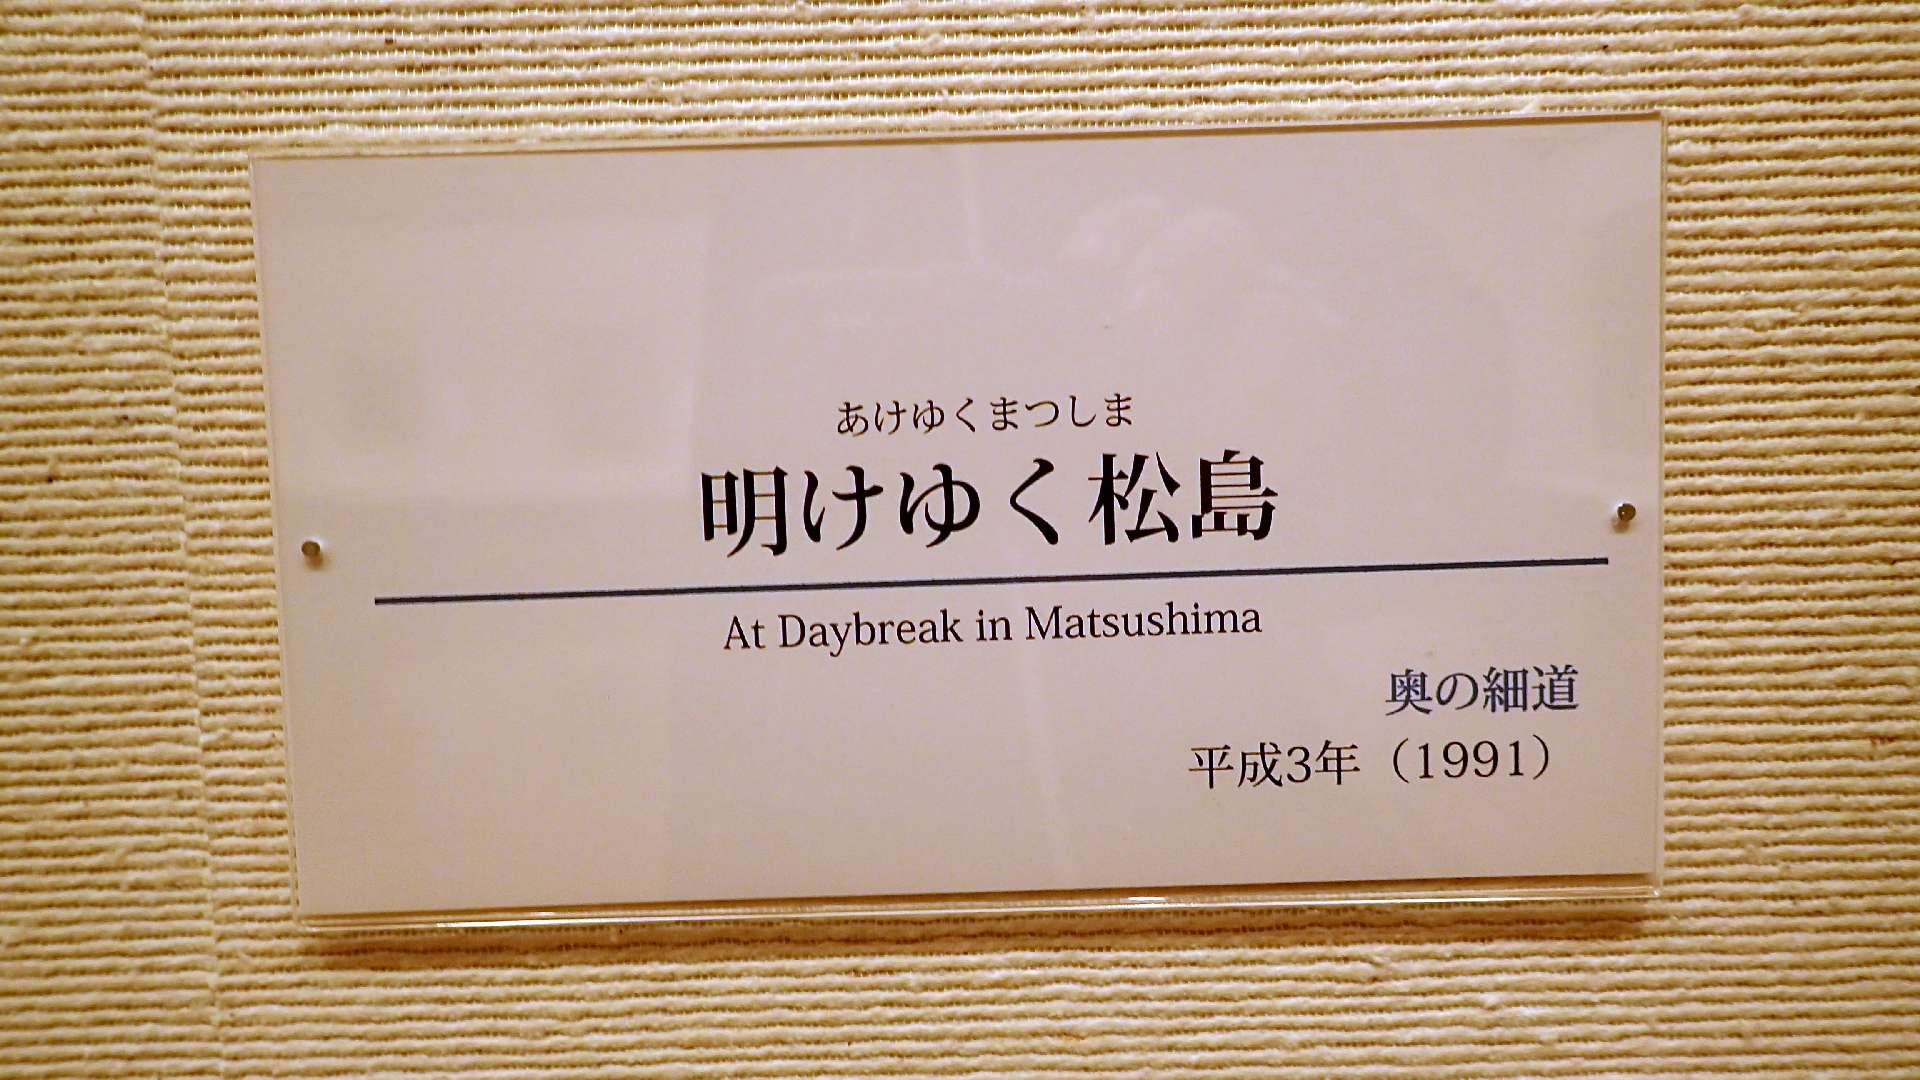 あけゆくまつしま
明けゆく松島
At Daybreak in Matsushima
奥の細道
平成3年（1991）